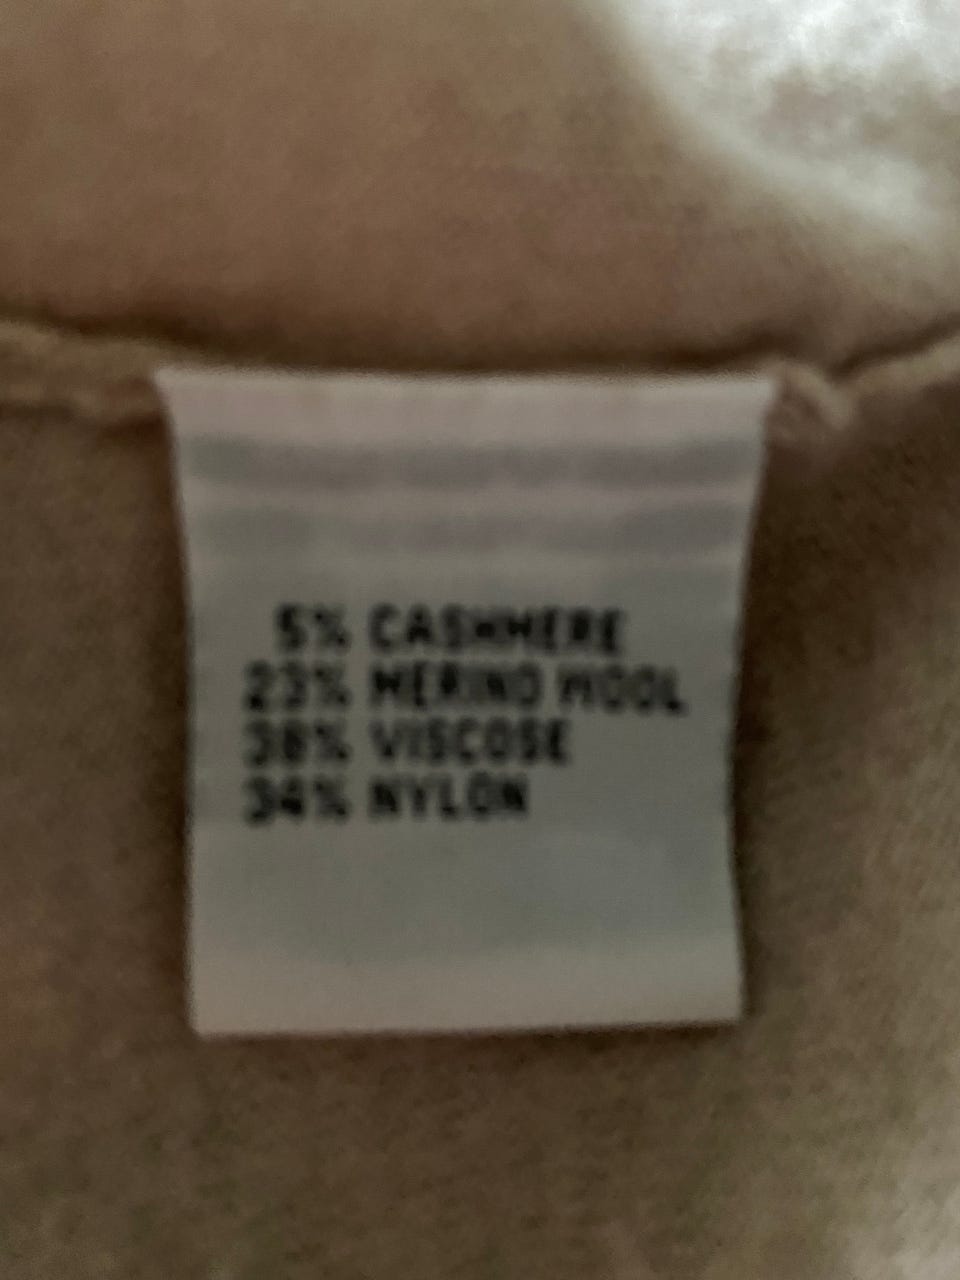 5% CASHMERE
23% MERINO WOOL
38% VISCOSE
34% NYLON